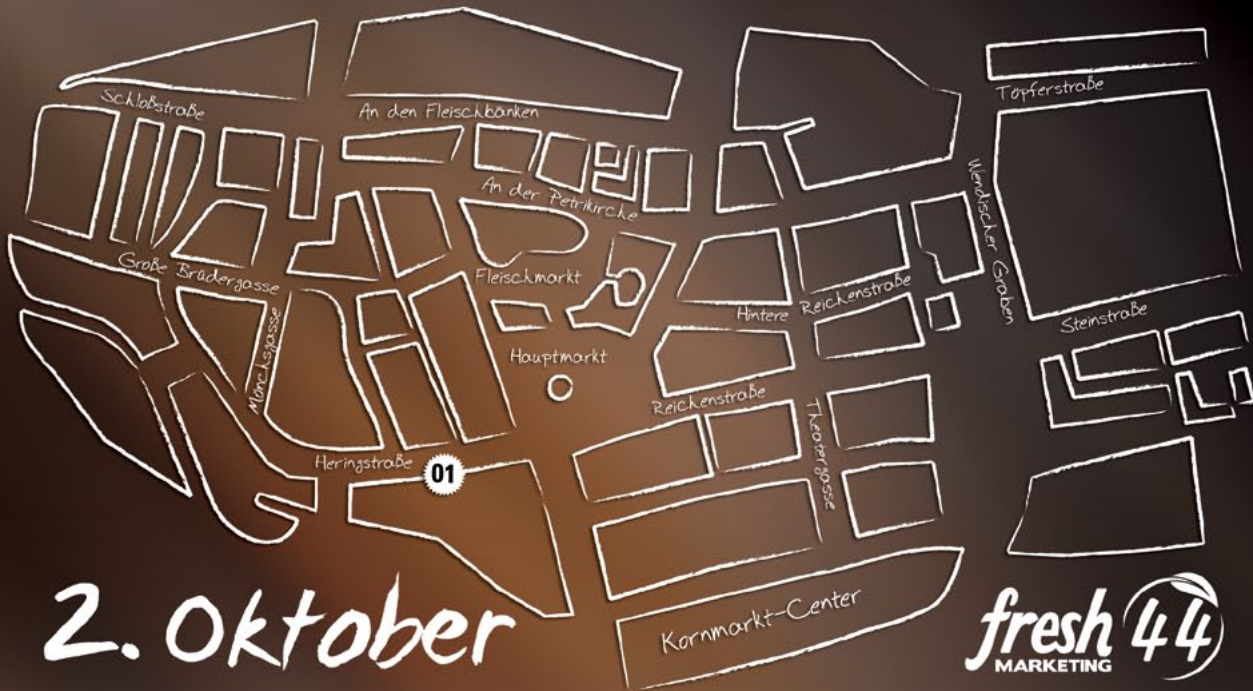 Schloßstraße
An den Fleischbänken
Töpferstraße
An der Petrikirche
Wendischer Graben
Große Brüdergasse
Fleischmarkt
Hintere Reichenstraße
Mönchsgasse
Steinstraße
Hauptmarkt
Reichenstraße
Theatergasse
Heringstraße
01
2. Oktober
Kornmarkt-Center
fresh 44
MARKETING